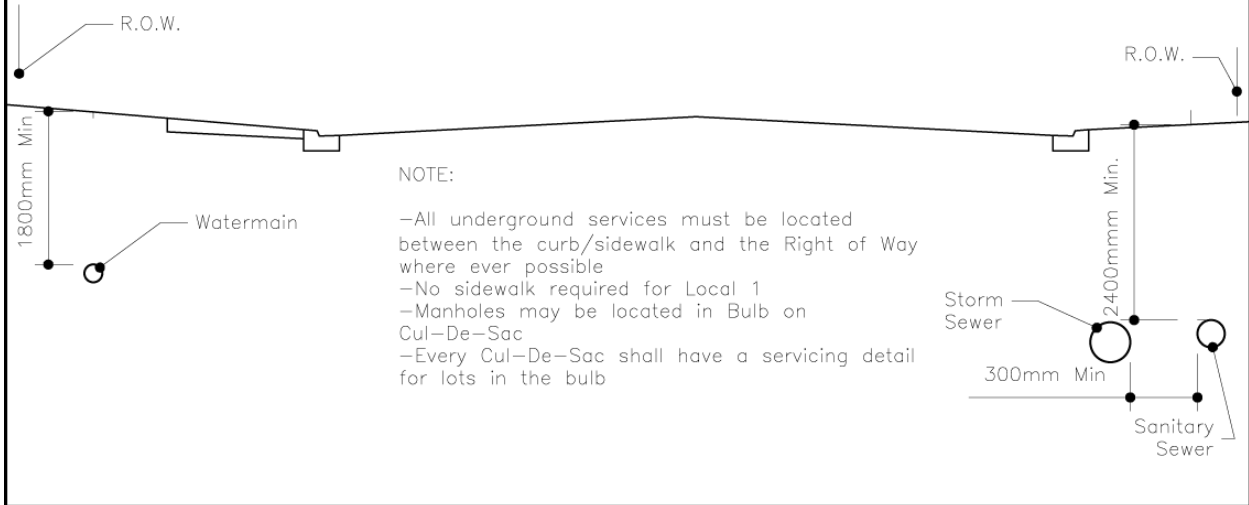 R.O.W.
R.O.W.
1800mm Min
Watermain
NOTE:
-All underground services must be located
between the curb/sidewalk and the Right of Way
where ever possible
-No sidewalk required for Local 1
-Manholes may be located in Bulb on
Cul-De-Sac
-Every Cul-De-Sac shall have a servicing detail
for lots in the bulb
2400mmm Min.
Storm
Sewer
300mm Min
Sanitary
Sewer